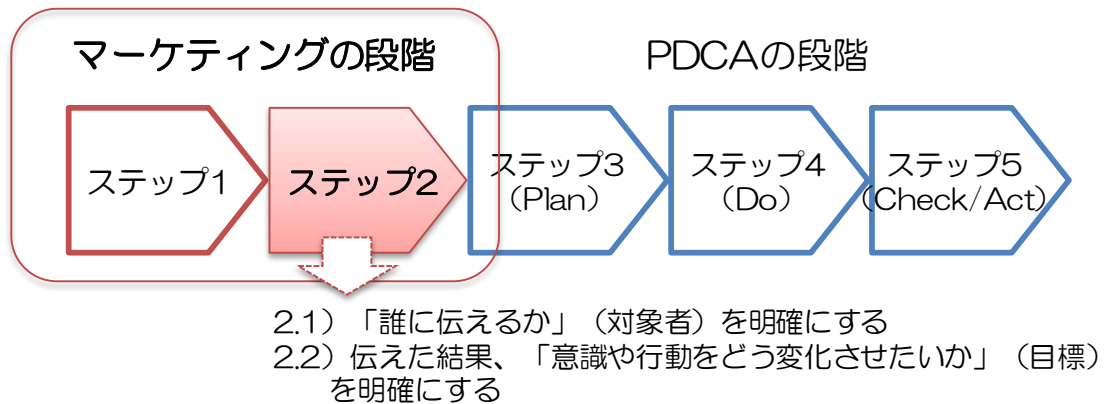 マーケティングの段階
PDCAの段階
ステップ1
ステップ2
ステップ3
（Plan）
ステップ4
（Do）
ステップ5
（Check/Act）
2.1）「誰に伝えるか」（対象者）を明確にする
2.2）伝えた結果、「意識や行動をどう変化させたいか」（目標）
を明確にする